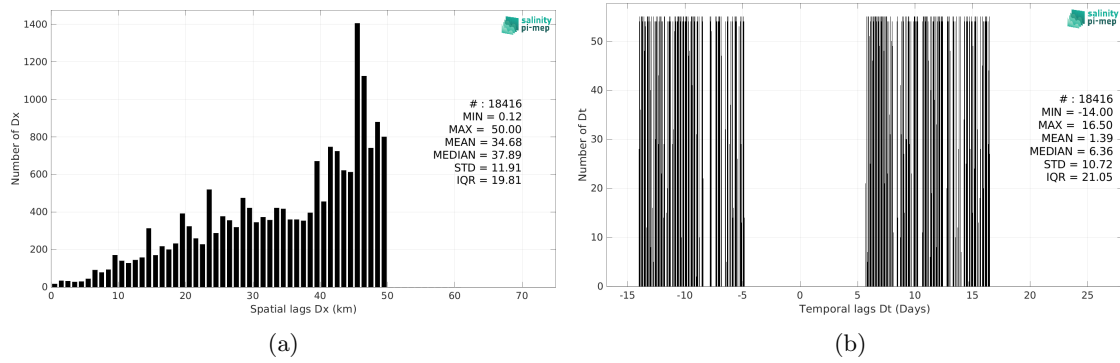 1400
1200
1000
800
600
400
200
0
Number of Dx
0 10 20 30 40 50 60 70
Spatial lags Dx (km)
salinity
pi-mep
# : 18416
MIN = 0.12
MAX = 50.00
MEAN = 34.68
MEDIAN = 37.89
STD = 11.91
IQR = 19.81
(a)
50
40
30
20
10
0
Number of Dt
-15 -10 -5 0 5 10 15 20 25
Temporal lags Dt (Days)
salinity
pi-mep
# : 18416
MIN = -14.00
MAX = 16.50
MEAN = 1.39
MEDIAN = 6.36
STD = 10.72
IQR = 21.05
(b)